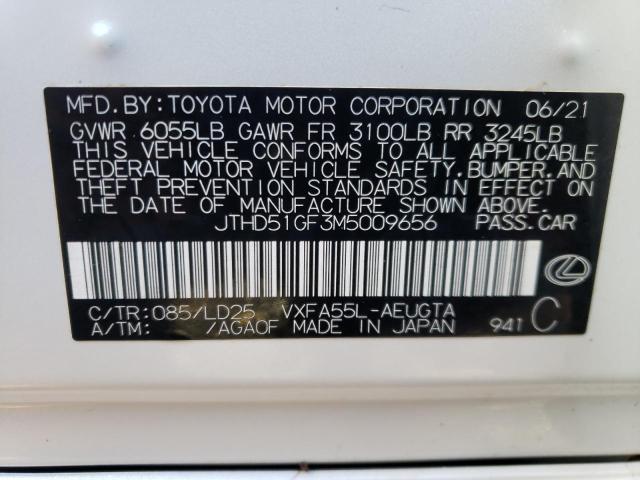 MFD. BY: TOYOTA MOTOR CORPORATION 06/21
GVWR 6055LB GAWR FR 3100LB RR 3245LB
THIS VEHICLE CONFORMS TO ALL APPLICABLE
FEDERAL MOTOR VEHICLE SAFETY, BUMPER, AND
THEFT PREVENTION STANDARDS IN EFFECT ON
THE DATE OF MANUFACTURE SHOWN ABOVE.
JTHD51GF3M5009656 PASS. CAR
C/TR: 085/LD25 VXFA55L-AEUGTA
A/TM: /AGAOF MADE IN JAPAN 941 C